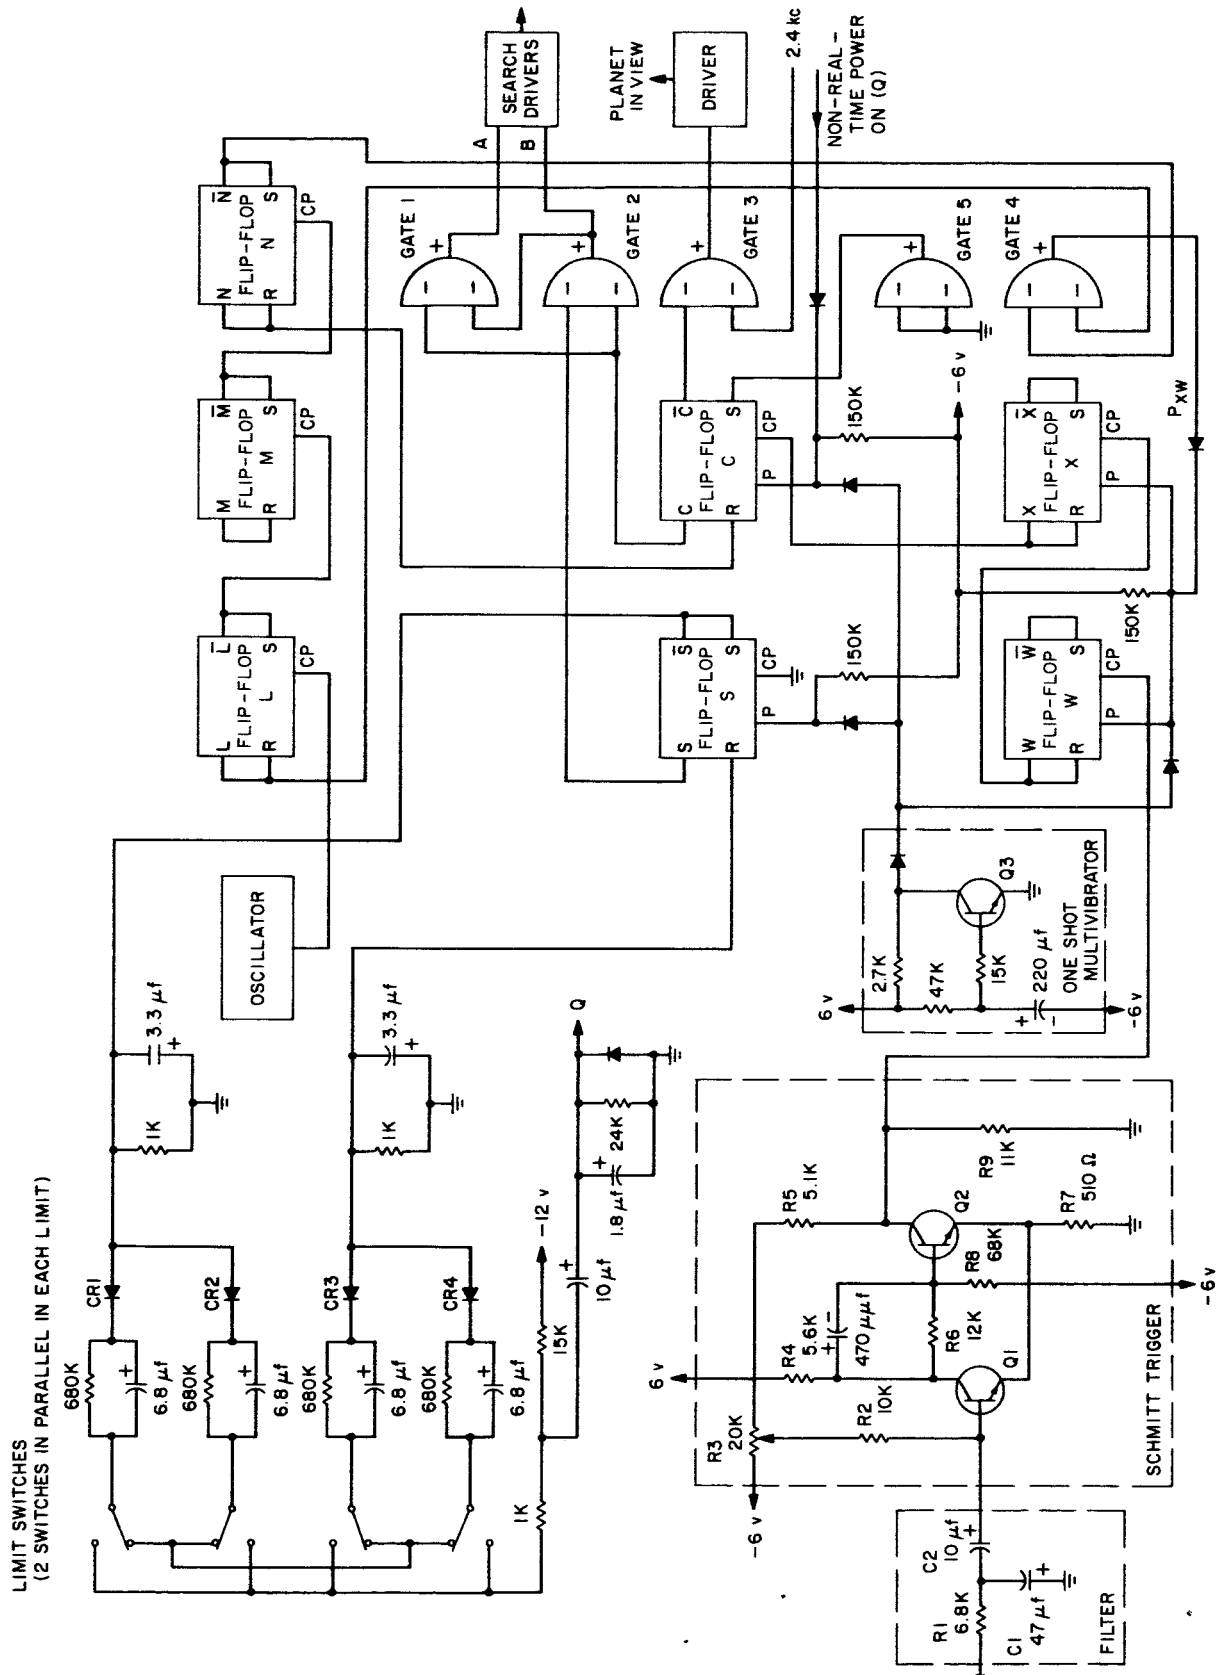 LIMIT SWITCHES
(2 SWITCHES IN PARALLEL IN EACH LIMIT)
680K
CR1
6.8 µf
680K
CR2
6.8 µf
1K
3.3 µf
+
680K
CR3
6.8 µf
680K
CR4
6.8 µf
1K
3.3 µf
+
OSCILLATOR
1K
15K
-12 v
10 µf
+
1.8 µf
+
24K
Q
L
L̅
FLIP-FLOP
L
R
S
CP
M
M̅
FLIP-FLOP
M
R
S
CP
N
N̅
FLIP-FLOP
N
R
S
CP
GATE 1
+
-
-
GATE 2
+
-
-
GATE 3
+
-
-
A
B
SEARCH
DRIVERS
PLANET
IN VIEW
DRIVER
2.4 kc
NON-REAL-
TIME POWER
ON (Q)
S
S̅
FLIP-FLOP
S
R
S
P
CP
150K
C
C̅
FLIP-FLOP
C
R
S
P
CP
150K
-6 v
GATE 5
+
-
-
GATE 4
+
-
-
PXW
W
W̅
FLIP-FLOP
W
R
S
P
CP
150K
X
X̅
FLIP-FLOP
X
R
S
P
CP
6 v
2.7K
47K
15K
Q3
220 µf
+
-
-6 v
ONE SHOT
MULTIVIBRATOR
-6 v
R3
20K
6 v
R4
5.6K
R5
5.1K
470 µµf
+
-
R2
10K
R6
12K
R8
68K
Q1
Q2
R9
11K
R7
510 Ω
-6 v
SCHMITT TRIGGER
R1
6.8K
C2
10 µf
+
C1
47 µf
+
FILTER